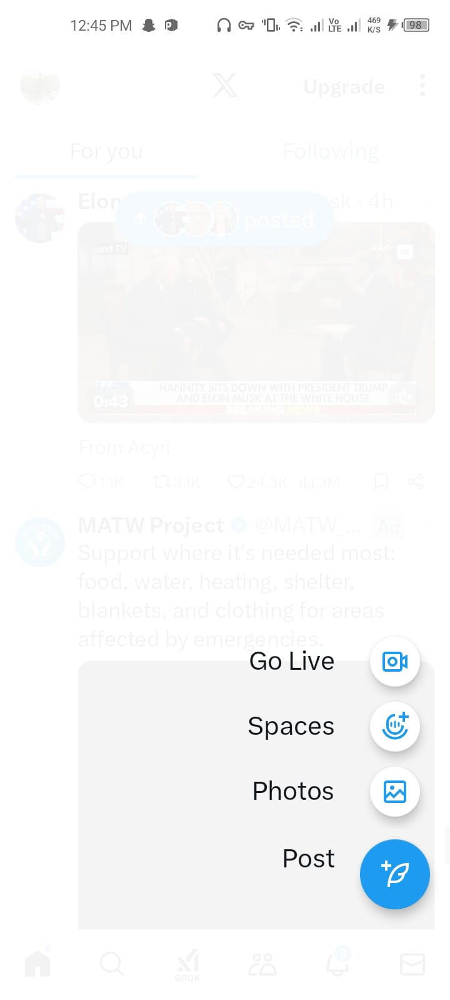 12:45 PM
Vo
LTE
469
K/S
98
Upgrade
For you
Following
Elon
sk · 4h
posted
and TV
CC
HANNITY SITS DOWN WITH PRESIDENT TRUMP
AND ELON MUSK AT THE WHITE HOUSE
BREAKING NEWS
0:43
From Acyn
1.1K 3.1K 24.3K 3M
MATW Project @MATW_... Ad
Support where it's needed most:
food, water, heating, shelter,
blankets, and clothing for areas
affected by emergencies.
Go Live
Spaces
Photos
Post
GROK
3